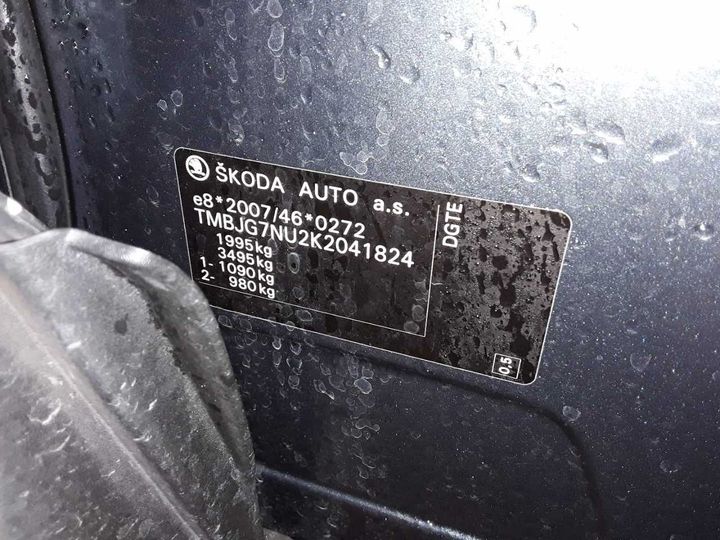 ŠKODA AUTO a.s.
e8*2007/46*0272
TMBJG7NU2K2041824
1995kg
3495kg
1- 1090kg
2- 980kg
DGTE
0,5